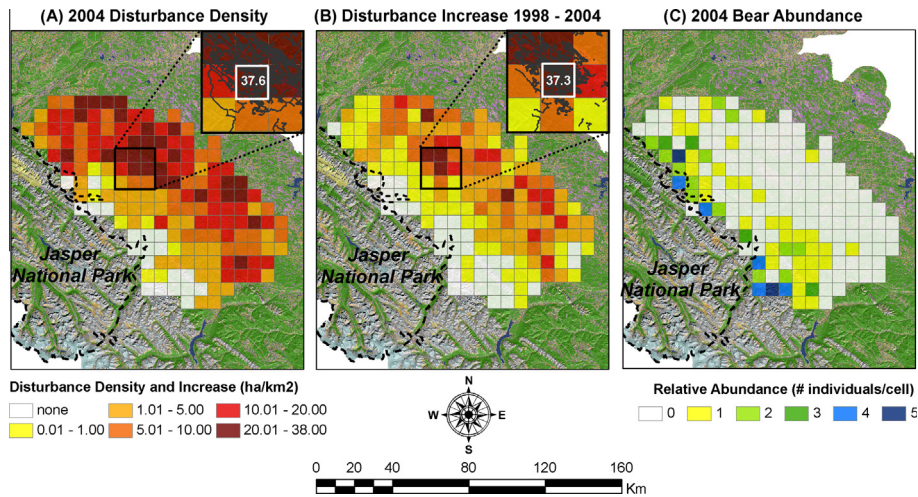 (A) 2004 Disturbance Density
(B) Disturbance Increase 1998 - 2004
(C) 2004 Bear Abundance
37.6
37.3
Jasper
National Park
Jasper
National Park
Jasper
National Park
Disturbance Density and Increase (ha/km2)
none
1.01 - 5.00
10.01 - 20.00
0.01 - 1.00
5.01 - 10.00
20.01 - 38.00
N
W
E
S
Relative Abundance (# individuals/cell)
0
1
2
3
4
5
0 10 20 30 40 80 120 160
Km